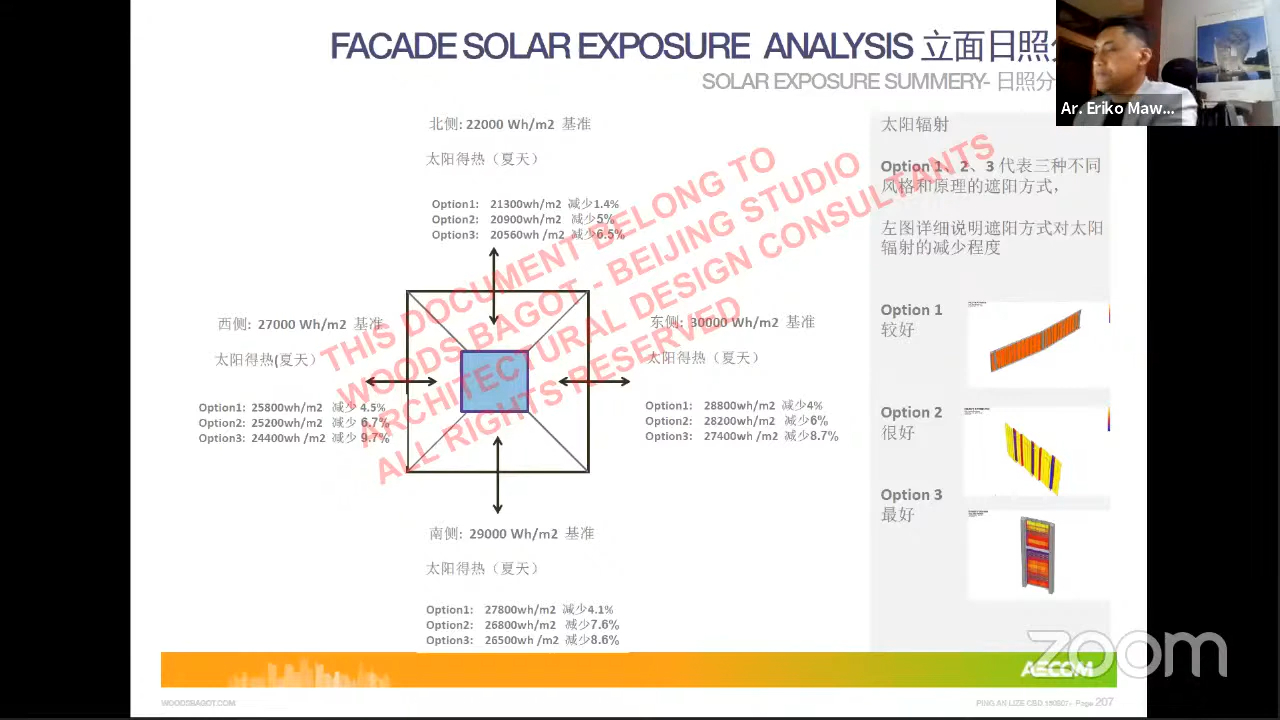 FACADE SOLAR EXPOSURE ANALYSIS 立面日照
SOLAR EXPOSURE SUMMERY- 日照分
Ar. Eriko Maw...
北侧: 22000 Wh/m2 基准
太阳得热（夏天）
Option1: 21300wh/m2 减少1.4%
Option2: 20900wh/m2 减少5%
Option3: 20560wh /m2 减少6.5%
西侧: 27000 Wh/m2 基准
太阳得热(夏天）
Option1: 25800wh/m2 减少 4.5%
Option2: 25200wh/m2 减少 6.7%
Option3: 24400wh /m2 减少 9.7%
东侧: 30000 Wh/m2 基准
太阳得热（夏天）
Option1: 28800wh/m2 减少4%
Option2: 28200wh/m2 减少6%
Option3: 27400wh /m2 减少8.7%
南侧: 29000 Wh/m2 基准
太阳得热（夏天）
Option1: 27800wh/m2 减少4.1%
Option2: 26800wh/m2 减少7.6%
Option3: 26500wh /m2 减少8.6%
THIS DOCUMENT BELONG TO
WOODS BAGOT - BEIJING STUDIO
ARCHITECTURAL DESIGN CONSULTANTS
ALL RIGHTS RESERVED
太阳辐射
Option 1、2、3 代表三种不同
风格和原理的遮阳方式，
左图详细说明遮阳方式对太阳
辐射的减少程度
Option 1
较好
Option 2
很好
Option 3
最好
AECOM
zoom
WOODSBAGOT.COM
PING AN LIZE CBD 180807- Page 207